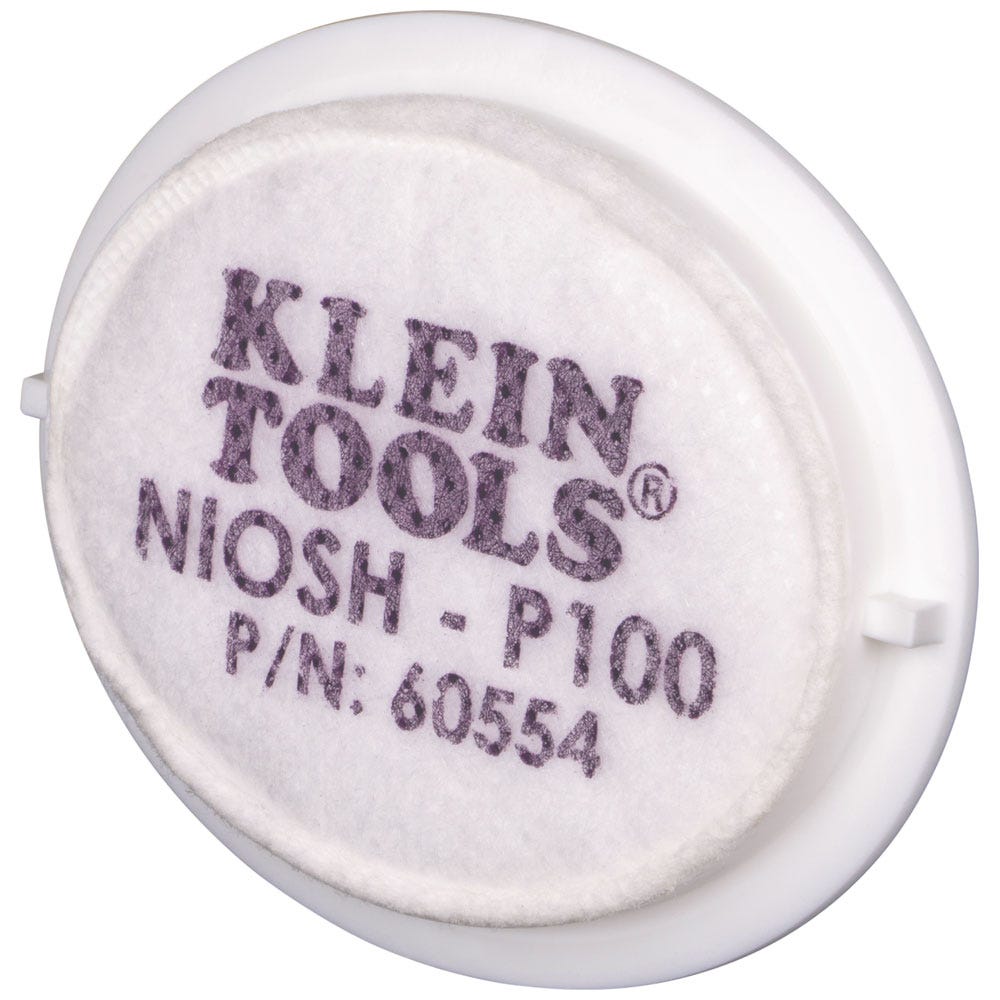 KLEIN
TOOLS®
NIOSH - P100
P/N: 60554